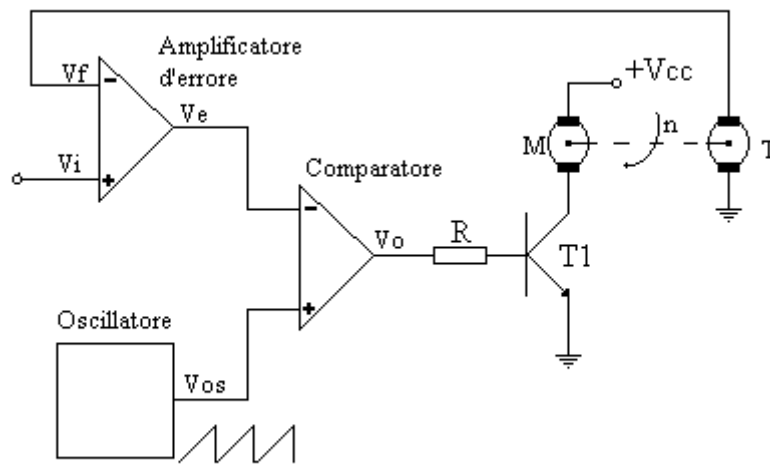 Amplificatore
d'errore
Vf
Ve
Vi
+Vcc
M
n
T
Comparatore
Vo
R
T1
Oscillatore
Vos